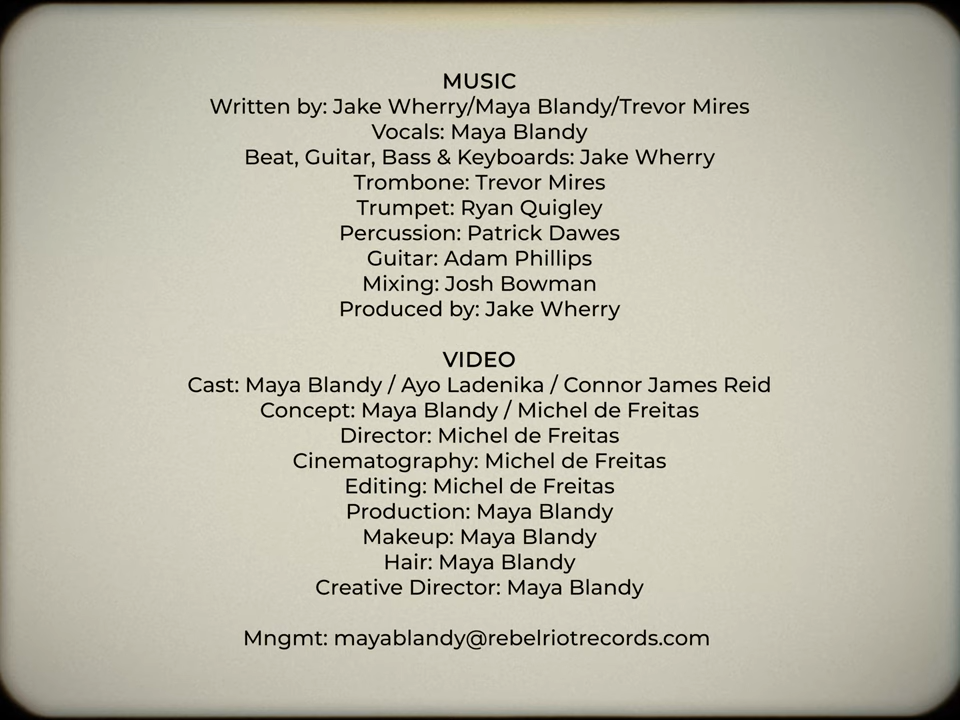 MUSIC
Written by: Jake Wherry/Maya Blandy/Trevor Mires
Vocals: Maya Blandy
Beat, Guitar, Bass & Keyboards: Jake Wherry
Trombone: Trevor Mires
Trumpet: Ryan Quigley
Percussion: Patrick Dawes
Guitar: Adam Phillips
Mixing: Josh Bowman
Produced by: Jake Wherry
VIDEO
Cast: Maya Blandy / Ayo Ladenika / Connor James Reid
Concept: Maya Blandy / Michel de Freitas
Director: Michel de Freitas
Cinematography: Michel de Freitas
Editing: Michel de Freitas
Production: Maya Blandy
Makeup: Maya Blandy
Hair: Maya Blandy
Creative Director: Maya Blandy
Mngmt: mayablandy@rebelriotrecords.com